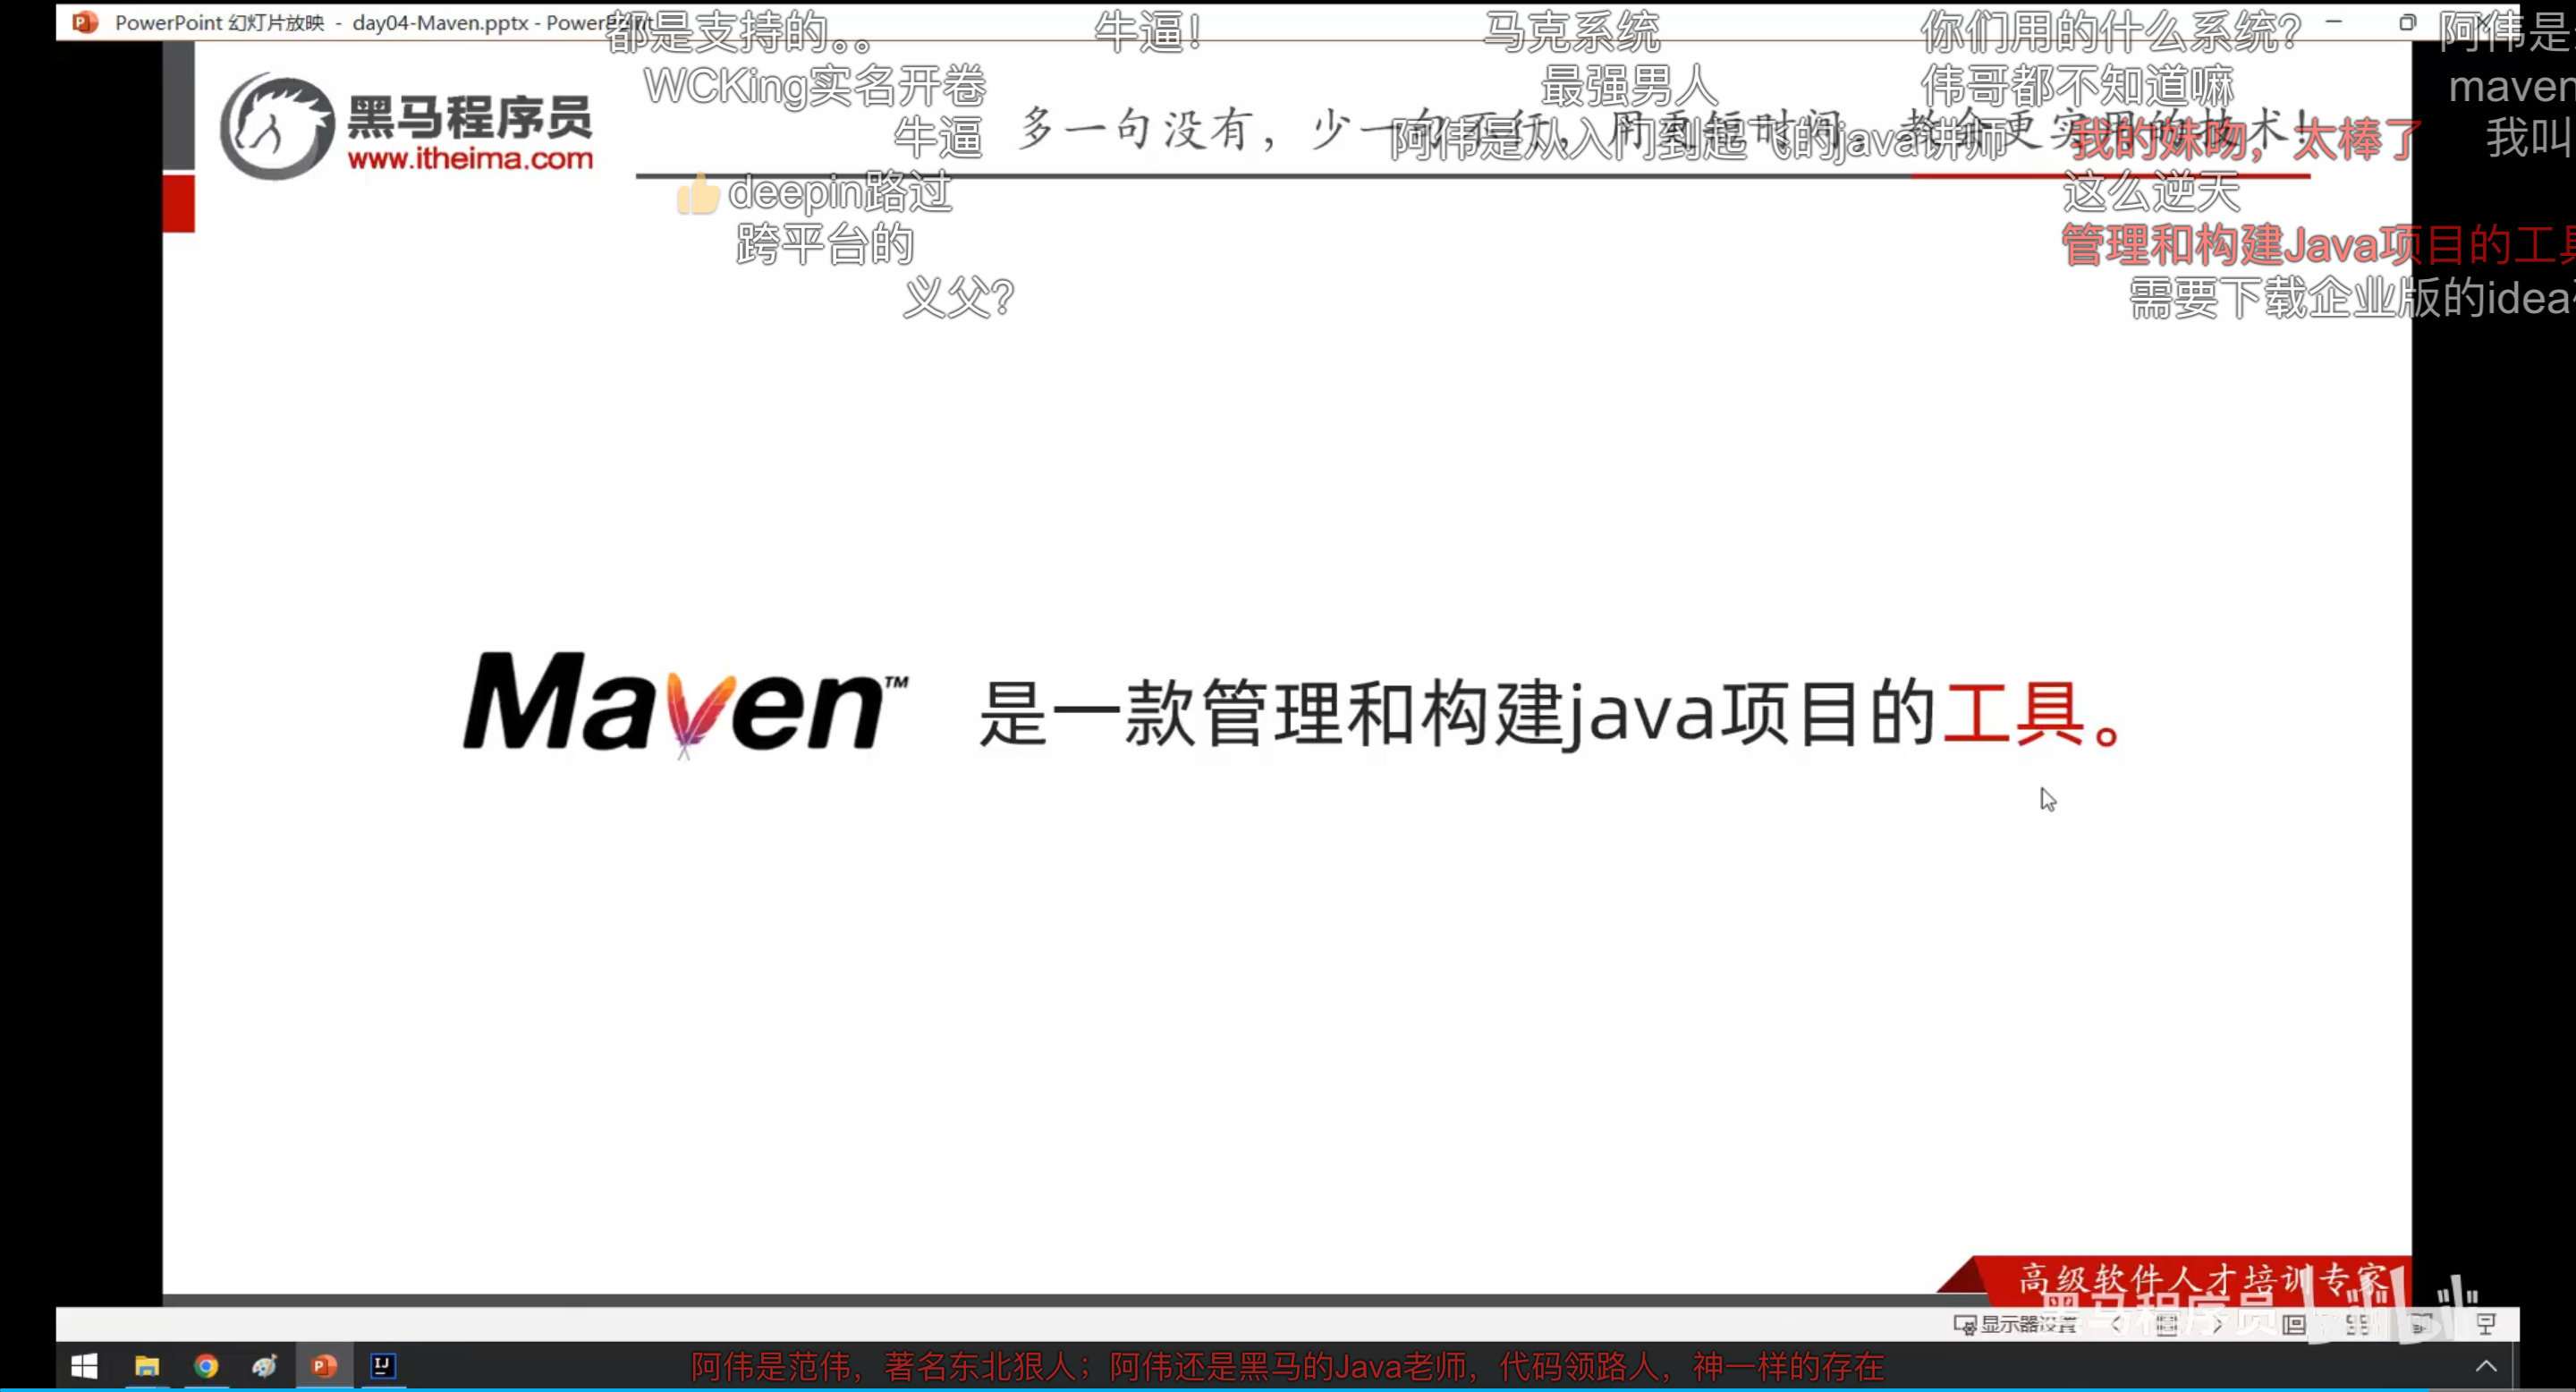 PowerPoint 幻灯片放映 - day04-Maven.pptx - PowerPoint
都是支持的。。
牛逼！
马克系统
你们用的什么系统？
阿伟是
WCKing实名开卷
最强男人
伟哥都不知道嘛
maven
黑马程序员
www.itheima.com
牛逼
多一句没有，少一句不行，用更短时间，教会更实用的技术！
阿伟是从入门到起飞的java讲师
我的妹吻，太棒了
我叫
deepin路过
这么逆天
跨平台的
管理和构建Java项目的工具
义父？
需要下载企业版的idea
Maven™ 是一款管理和构建java项目的工具。
高级软件人才培训专家
黑马程序员 bilibili
显示器设置
阿伟是范伟，著名东北狠人；阿伟还是黑马的Java老师，代码领路人，神一样的存在